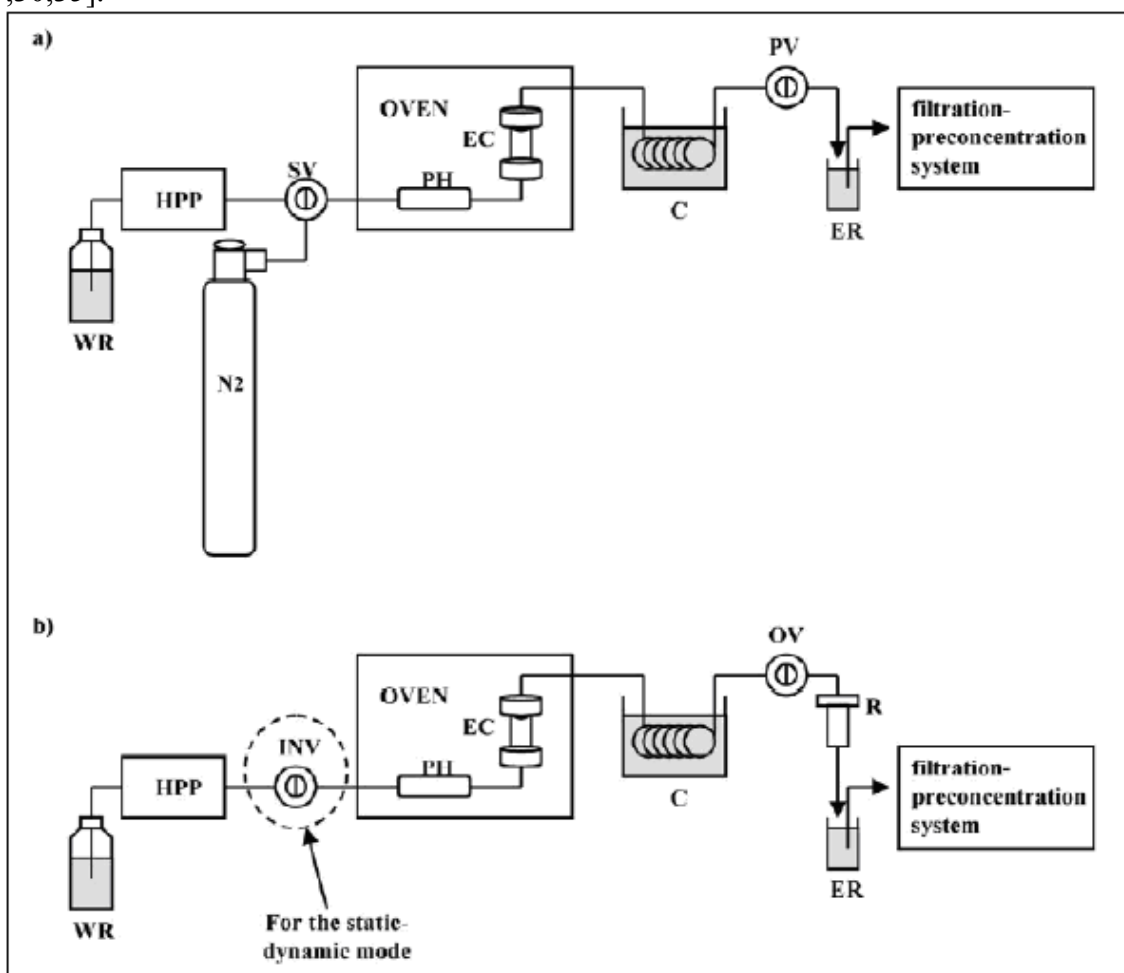 a)
PV
OVEN
EC
filtration-
preconcentration
system
SV
HPP
PH
C
ER
WR
N2
b)
OV
OVEN
EC
R
INV
HPP
PH
filtration-
preconcentration
system
C
ER
WR
For the static-
dynamic mode